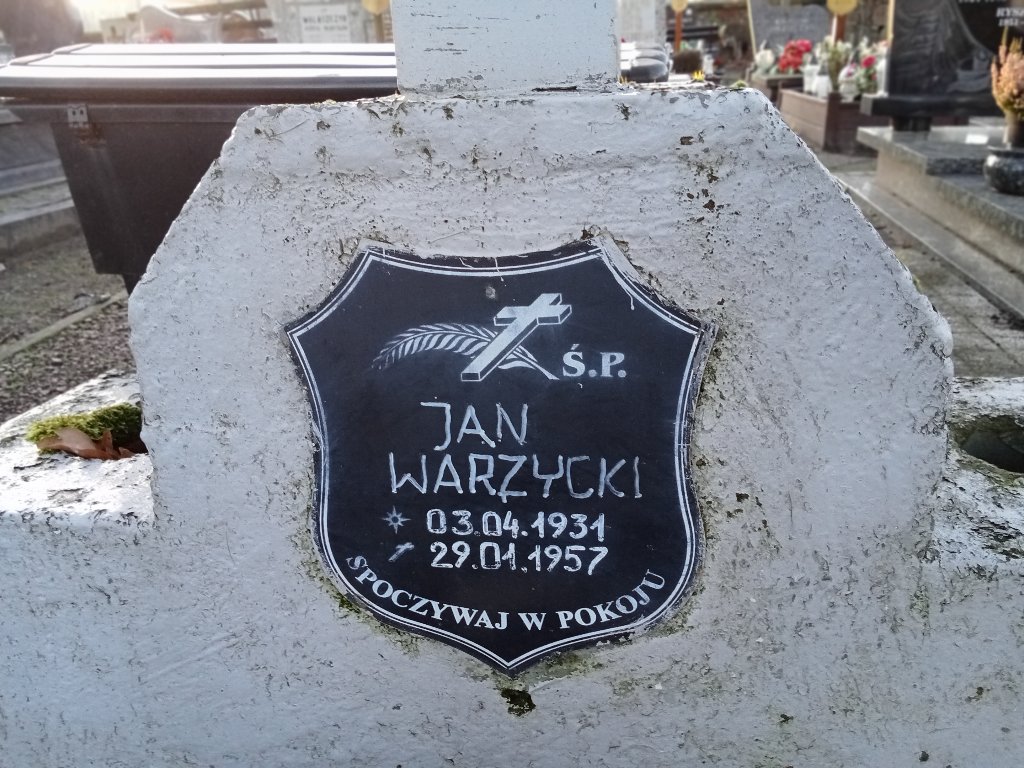 Ś.P.
JAN
WARZYCKI
03.04.1931
29.01.1957
SPOCZYWAJ W POKOJU